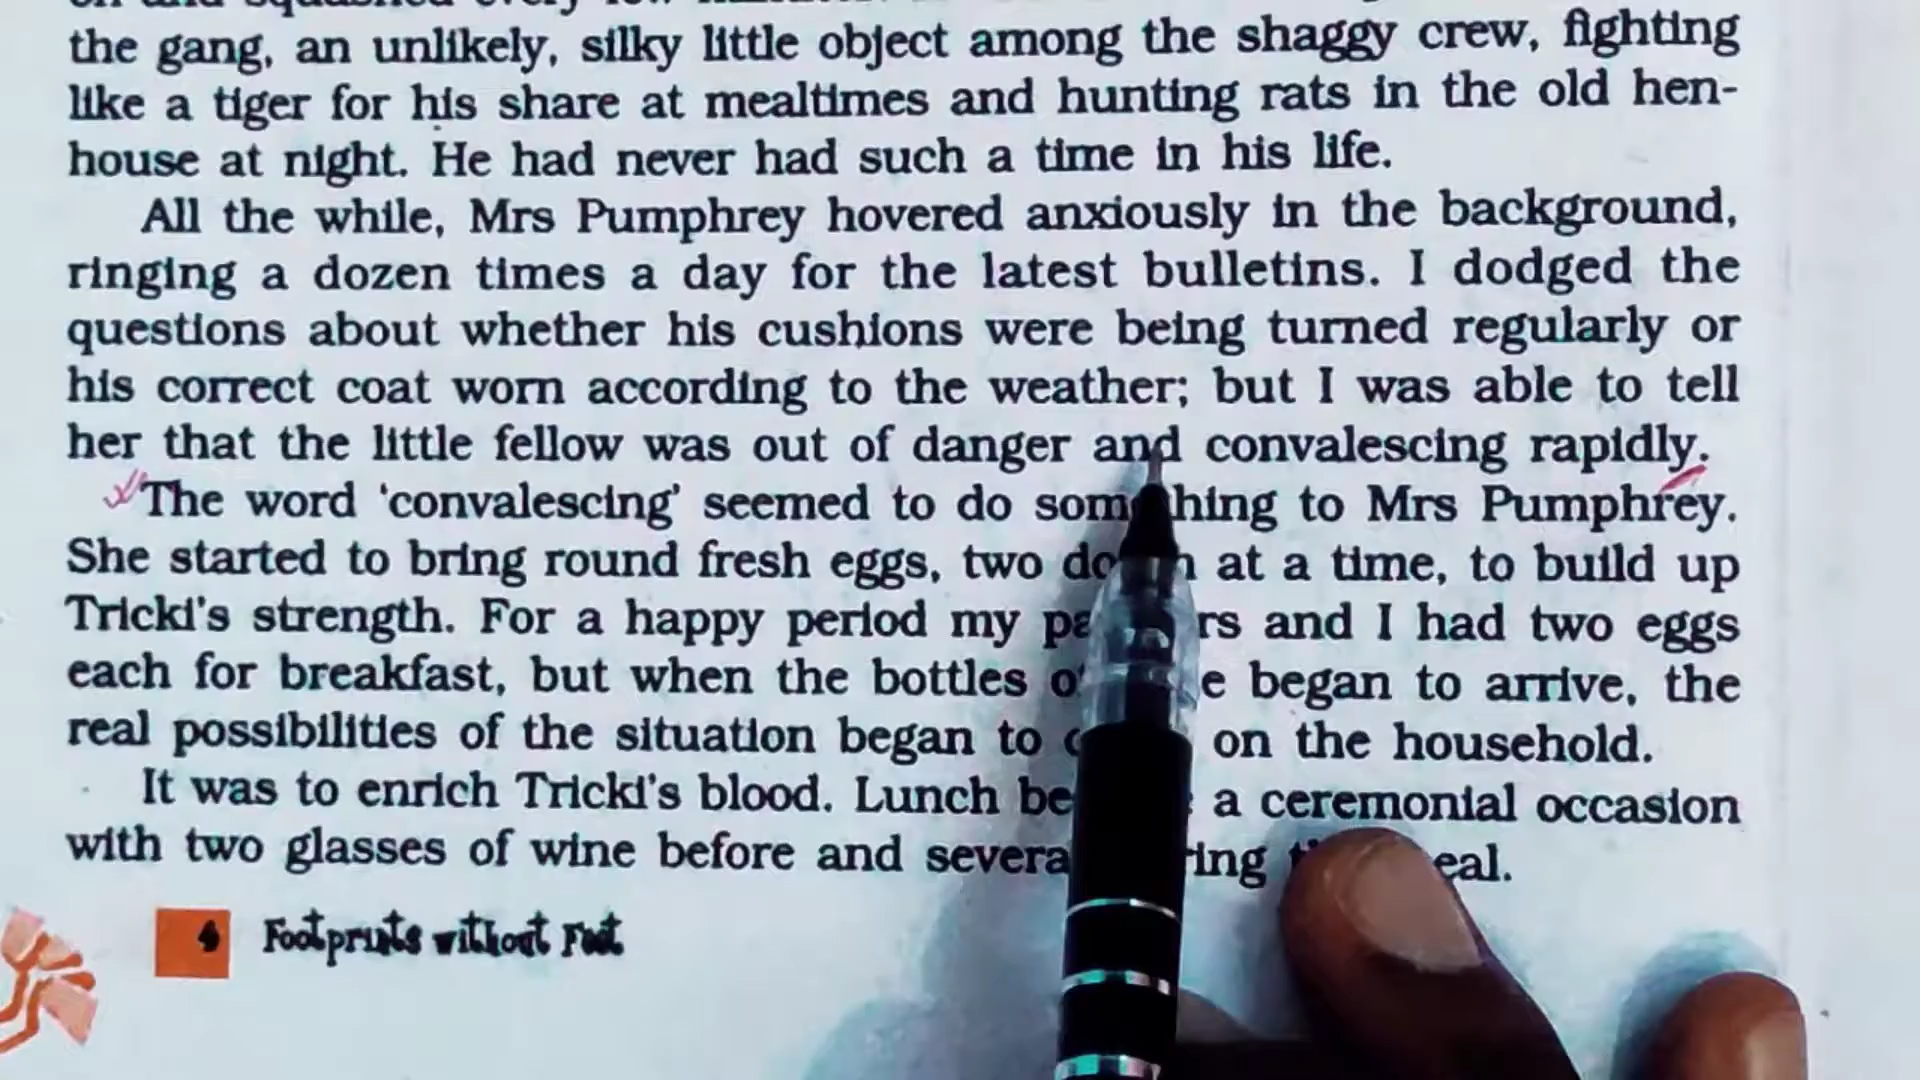 the gang, an unlikely, silky little object among the shaggy crew, fighting
like a tiger for his share at mealtimes and hunting rats in the old hen-
house at night. He had never had such a time in his life.
All the while, Mrs Pumphrey hovered anxiously in the background,
ringing a dozen times a day for the latest bulletins. I dodged the
questions about whether his cushions were being turned regularly or
his correct coat worn according to the weather; but I was able to tell
her that the little fellow was out of danger and convalescing rapidly.
The word ‘convalescing’ seemed to do something to Mrs Pumphrey.
She started to bring round fresh eggs, two at a time, to build up
Tricki's strength. For a happy period my and I had two eggs
each for breakfast, but when the bottles began to arrive, the
real possibilities of the situation began to on the household.
It was to enrich Tricki's blood. Lunch a ceremonial occasion
with two glasses of wine before and
4 Footprints without Feet